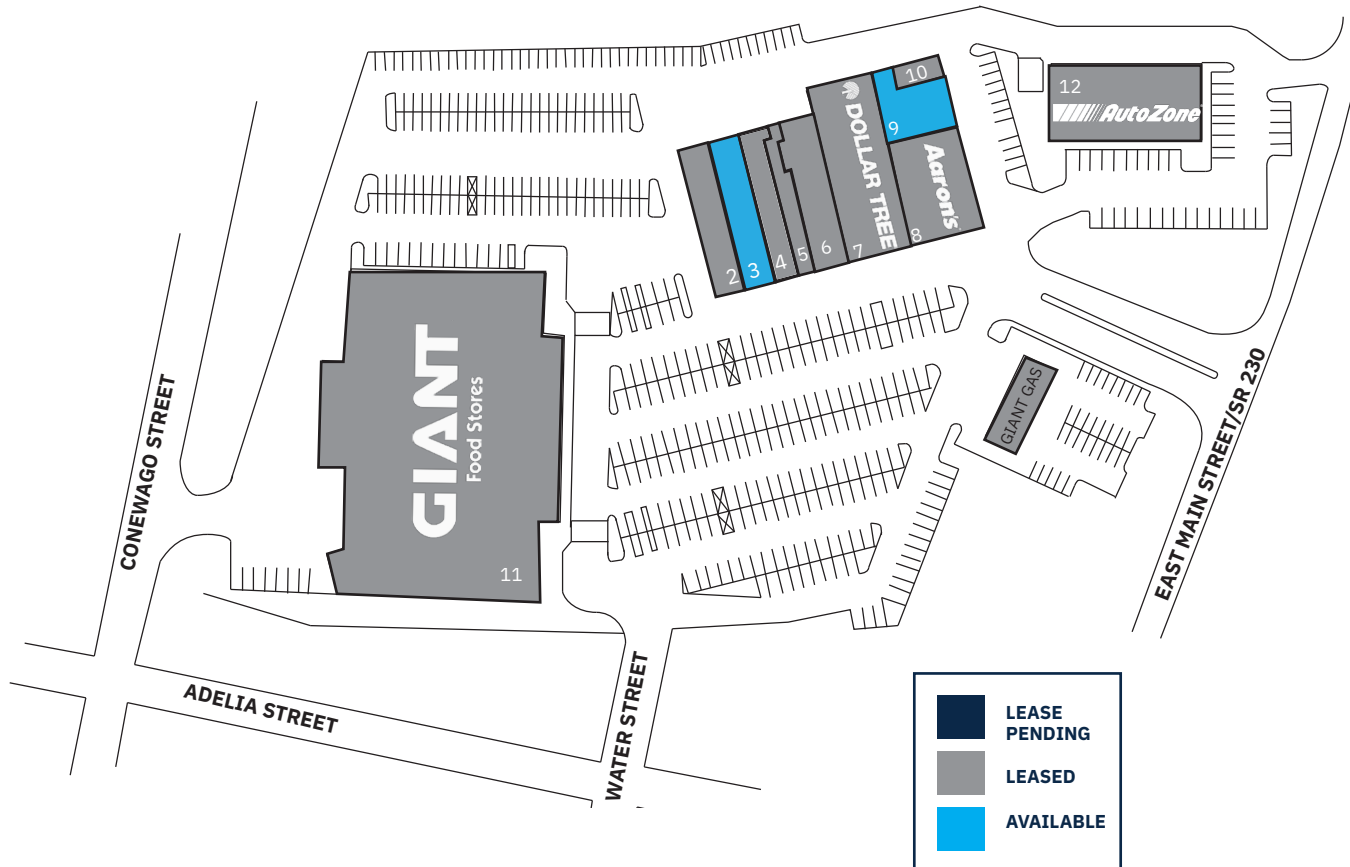 10
12
AutoZone
9
DOLLAR TREE
Aaron's
2
3
4
5
6
7
8
GIANT
Food Stores
11
GIANT GAS
CONEWAGO STREET
EAST MAIN STREET/SR 230
ADELIA STREET
WATER STREET
LEASE
PENDING
LEASED
AVAILABLE